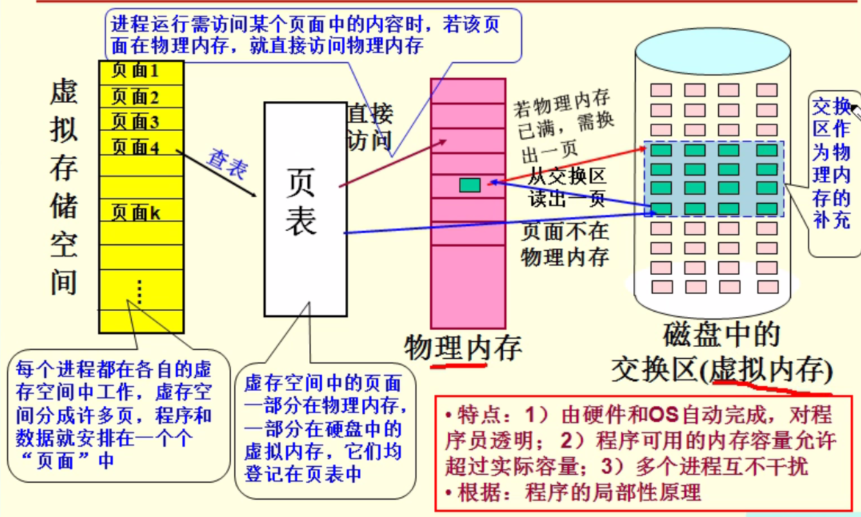 进程运行需访问某个页面中的内容时，若该页
面在物理内存，就直接访问物理内存
虚拟存储空间
页面1
页面2
页面3
页面4
页面k
查表
页表
直接
访问
若物理内存
已满，需换
出一页
从交换区
读出一页
页面不在
物理内存
交换
区作
为物
理内
存的
补充
物理内存
磁盘中的
交换区(虚拟内存)
每个进程都在各自的虚
存空间中工作，虚存空
间分成许多页，程序和
数据就安排在一个个
“页面”中
虚存空间中的页面
一部分在物理内存，
一部分在硬盘中的
虚拟内存，它们均
登记在页表中
• 特点：1）由硬件和OS自动完成，对程
序员透明；2）程序可用的内存容量允许
超过实际容量；3）多个进程互不干扰
• 根据：程序的局部性原理